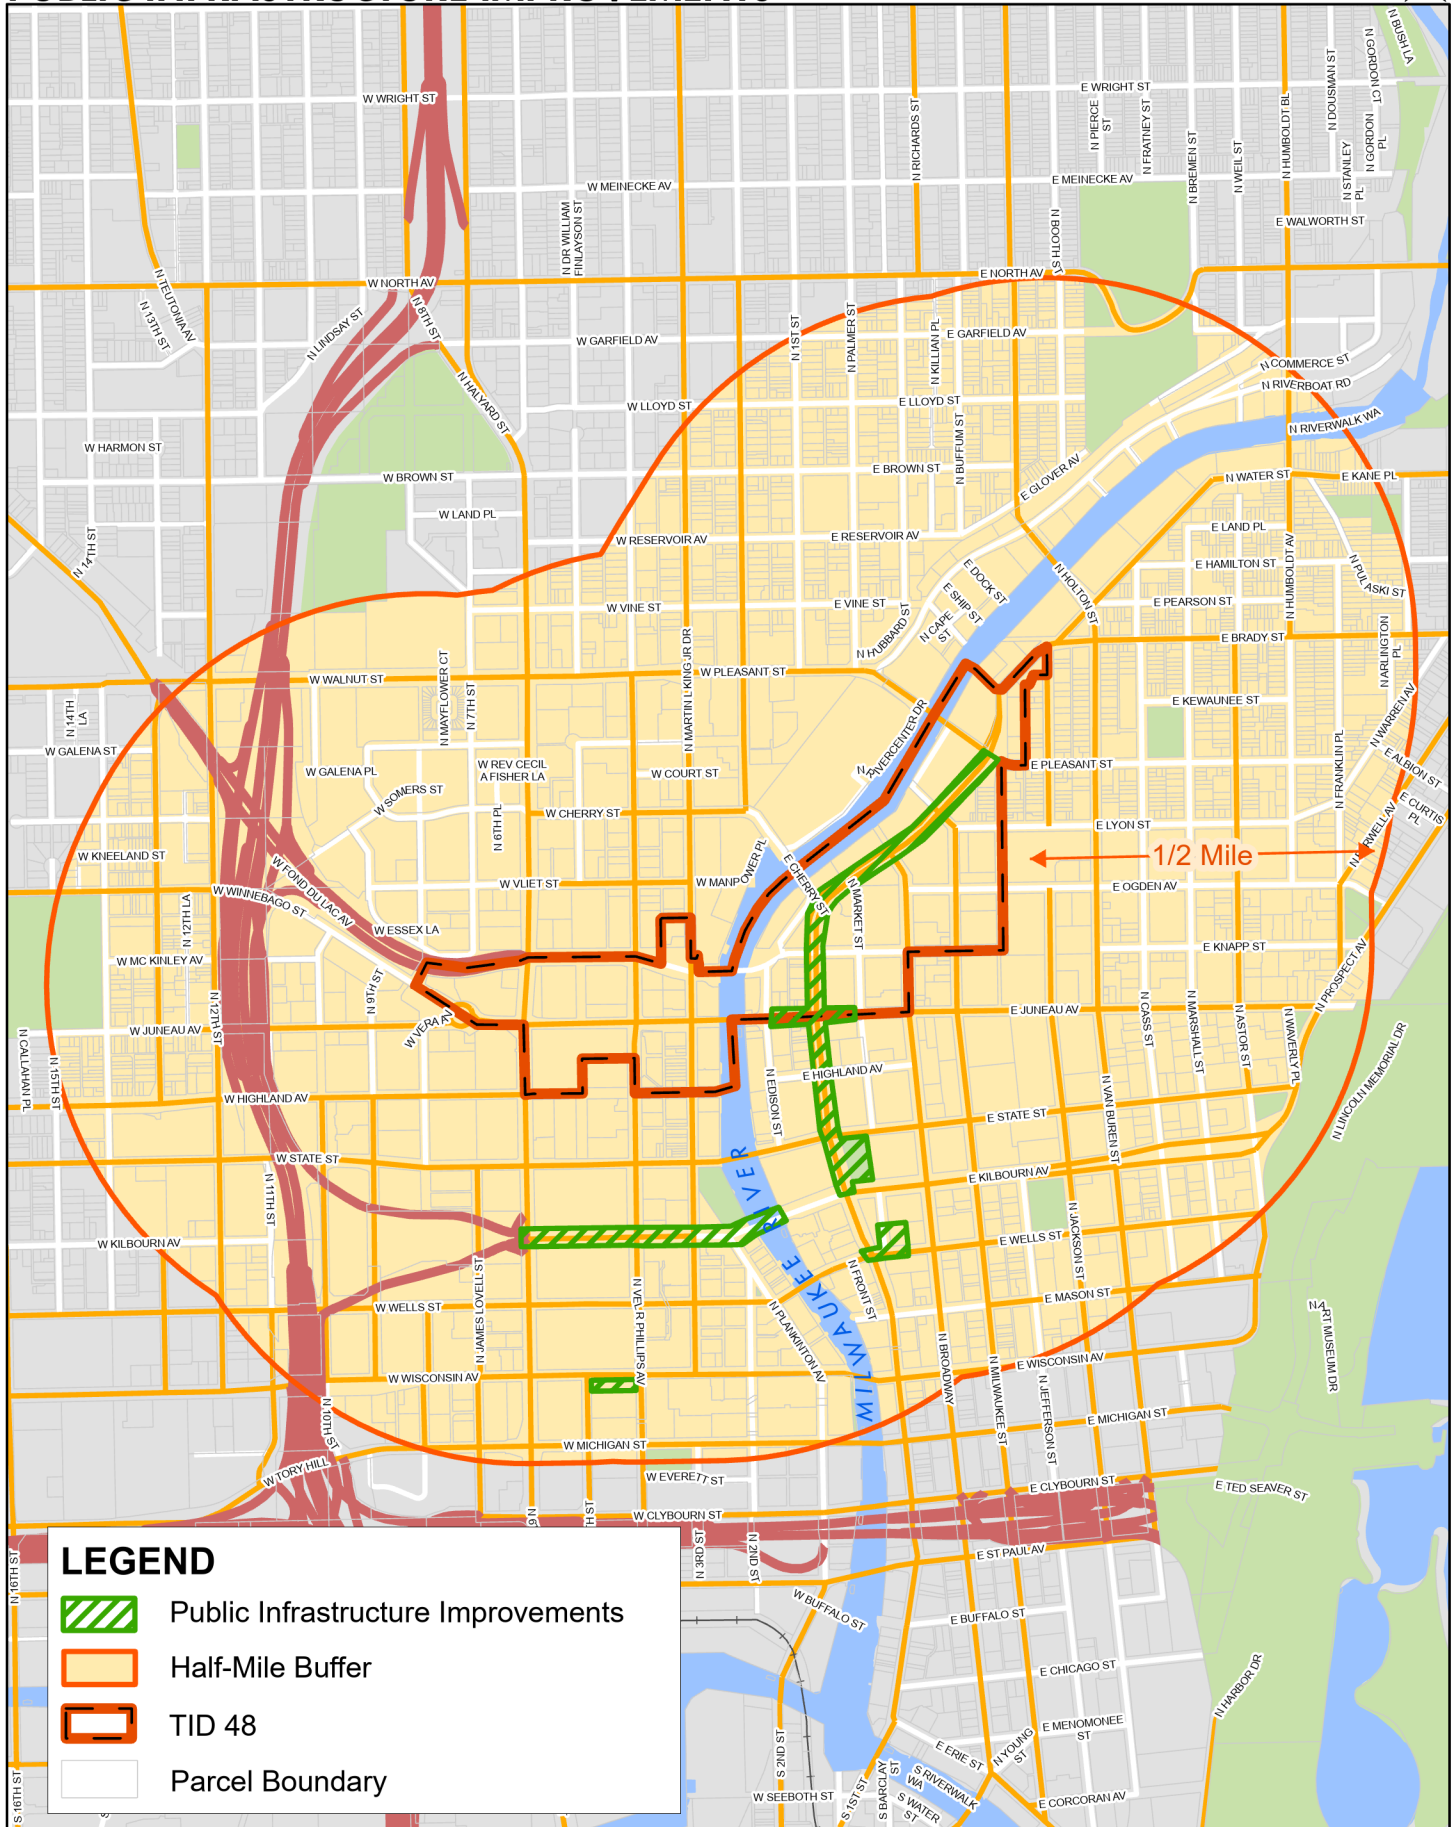 PUBLIC INFRASTRUCTURE IMPROVEMENTS
N BUSH LA
N GORDON CT
N DOUSMAN ST
W WRIGHT ST
E WRIGHT ST
N PIERCE
ST
N FRATNEY ST
N RICHARDS ST
N HUMBOLDT BL
N GORDON
PL
N BREMEN ST
N WEIL ST
N STANLEY
PL
W MEINECKE AV
E MEINECKE AV
N DR WILLIAM
FINLAYSON ST
N BOOTH ST
E WALWORTH ST
N TEUTONIA AV
N 13TH ST
W NORTH AV
E NORTH AV
N LINDSAY ST
N 8TH ST
W GARFIELD AV
N 1ST ST
N PALMER ST
N KILLIAN PL
E GARFIELD AV
N COMMERCE ST
N RIVERBOAT RD
N HALYARD ST
W LLOYD ST
E LLOYD ST
N BUFFUM ST
N RIVERWALK WA
W HARMON ST
W BROWN ST
E BROWN ST
E GLOVER AV
N WATER ST
E KANE PL
W LAND PL
E LAND PL
N 14TH ST
W RESERVOIR AV
E RESERVOIR AV
E DOCK ST
E SHIP ST
N CAPE
ST
N HOLTON ST
E HAMILTON ST
N HUMBOLDT AV
N PULASKI ST
W VINE ST
E VINE ST
N HUBBARD ST
E PEARSON ST
E BRADY ST
N ARLINGTON
PL
W WALNUT ST
N MAYFLOWER CT
N 7TH ST
N MARTIN L KING JR DR
W PLEASANT ST
N 14TH
LA
W GALENA ST
W GALENA PL
W SOMERS ST
W REV CECIL
A FISHER LA
W COURT ST
N RIVERCENTER DR
E KEWAUNEE ST
N WARREN AV
E ALBION ST
E CURTIS
PL
E PLEASANT ST
N FRANKLIN PL
W CHERRY ST
N 6TH PL
E LYON ST
W KNEELAND ST
W FOND DU LAC AV
W WINNEBAGO ST
W VLIET ST
W MANPOWER PL
E CHERRY ST
N MARKET ST
1/2 Mile
E OGDEN AV
N 12TH LA
W ESSEX LA
W MC KINLEY AV
N 9TH ST
E KNAPP ST
N PROSPECT AV
N 12TH ST
W JUNEAU AV
W VERA AV
E JUNEAU AV
N CASS ST
N MARSHALL ST
N ASTOR ST
N WAVERLY PL
N CALLAHAN PL
N 15TH ST
W HIGHLAND AV
E HIGHLAND AV
N EDISON ST
N VAN BUREN ST
E STATE ST
N LINCOLN MEMORIAL DR
W STATE ST
N 11TH ST
W KILBOURN AV
E KILBOURN AV
N JACKSON ST
E WELLS ST
MILWAUKEE RIVER
N JAMES LOVELL ST
N VEL R PHILLIPS AV
W WELLS ST
N PLANKINTON AV
N FRONT ST
E MASON ST
N ART MUSEUM DR
W WISCONSIN AV
E WISCONSIN AV
N BROADWAY
N MILWAUKEE ST
N JEFFERSON ST
N 10TH ST
W MICHIGAN ST
E MICHIGAN ST
W TORY HILL
W EVERETT ST
E CLYBOURN ST
E TED SEAVER ST
W CLYBOURN ST
N 3RD ST
N 2ND ST
E ST PAUL AV
N 16TH ST
W BUFFALO ST
E BUFFALO ST
E CHICAGO ST
N HARBOR DR
E MENOMONEE
ST
E ERIE ST
N YOUNG
ST
S 2ND ST
S 1ST ST
S BARCLAY
ST
S RIVERWALK
WA
S WATER
ST
W SEEBOTH ST
E CORCORAN AV
S 16TH ST
LEGEND
Public Infrastructure Improvements
Half-Mile Buffer
TID 48
Parcel Boundary